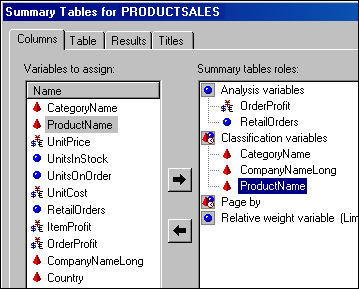 Summary Tables for PRODUCTSALES
Columns Table Results Titles
Variables to assign:
Name
CategoryName
ProductName
UnitPrice
UnitsInStock
UnitsOnOrder
UnitCost
RetailOrders
ItemProfit
OrderProfit
CompanyNameLong
Country
Summary tables roles:
Analysis variables
OrderProfit
RetailOrders
Classification variables
CategoryName
CompanyNameLong
ProductName
Page by
Relative weight variable (Lim